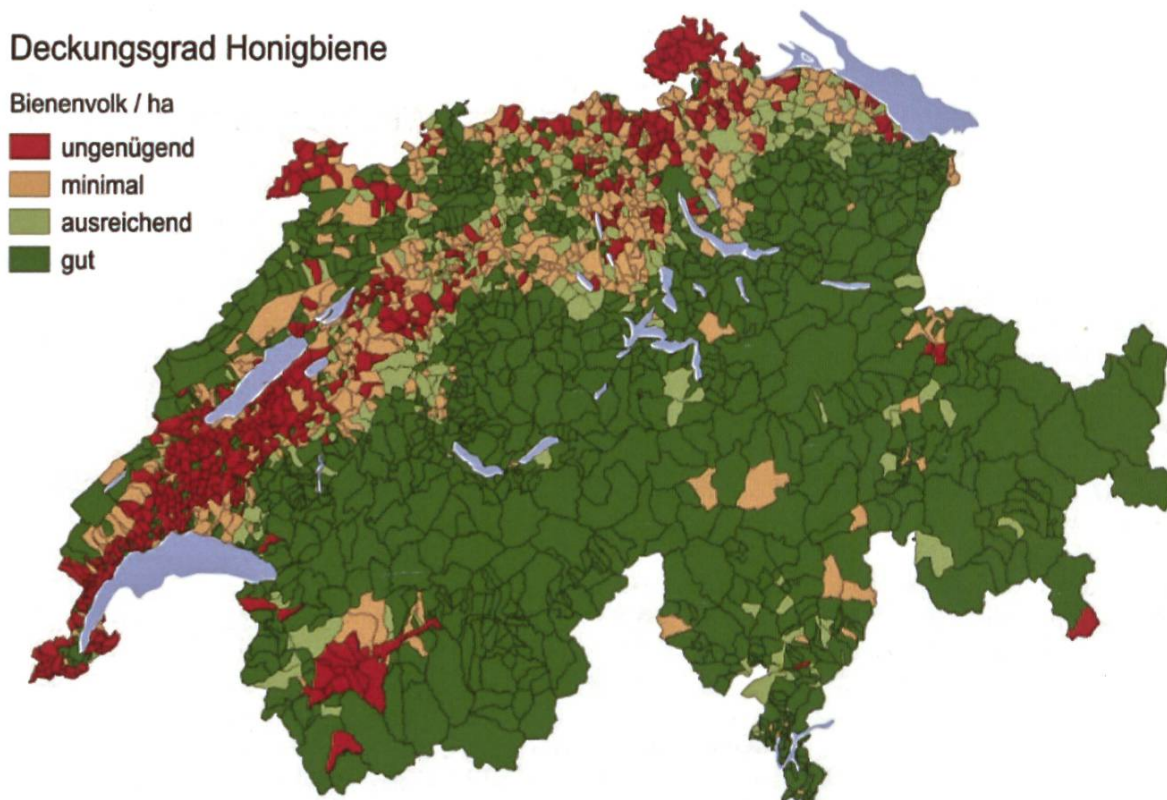 Deckungsgrad Honigbiene
Bienenvolk / ha
ungenügend
minimal
ausreichend
gut